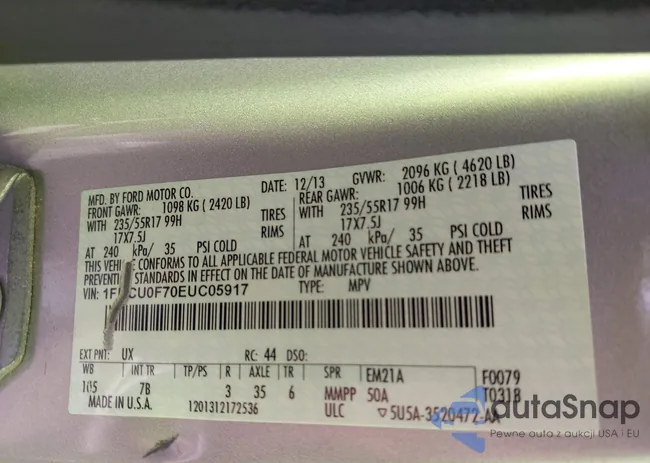 MFD. BY FORD MOTOR CO.
DATE: 12/13 GVWR: 2096 KG ( 4620 LB)
FRONT GAWR: 1098 KG ( 2420 LB) REAR GAWR: 1006 KG ( 2218 LB)
WITH 235/55R17 99H TIRES WITH 235/55R17 99H TIRES
17X7.5J RIMS 17X7.5J RIMS
AT 240 kPa/ 35 PSI COLD AT 240 kPa/ 35 PSI COLD
THIS CONFORMS TO ALL APPLICABLE FEDERAL MOTOR VEHICLE SAFETY AND THEFT
STANDARDS IN EFFECT ON THE DATE OF MANUFACTURE SHOWN ABOVE.
VIN: CU0F70EUC05917 TYPE: MPV
EXT PNT: UX RC: 44 DSO:
WB INT TR TP/PS R AXLE TR SPR EM21A F0079
105 7B 3 35 6 MMPP 50A T0318
MADE IN U.S.A. 1201312172536 ULC ▽5U5A-3520472-AA
autaSnap
Pewne auta z aukcji USA i EU